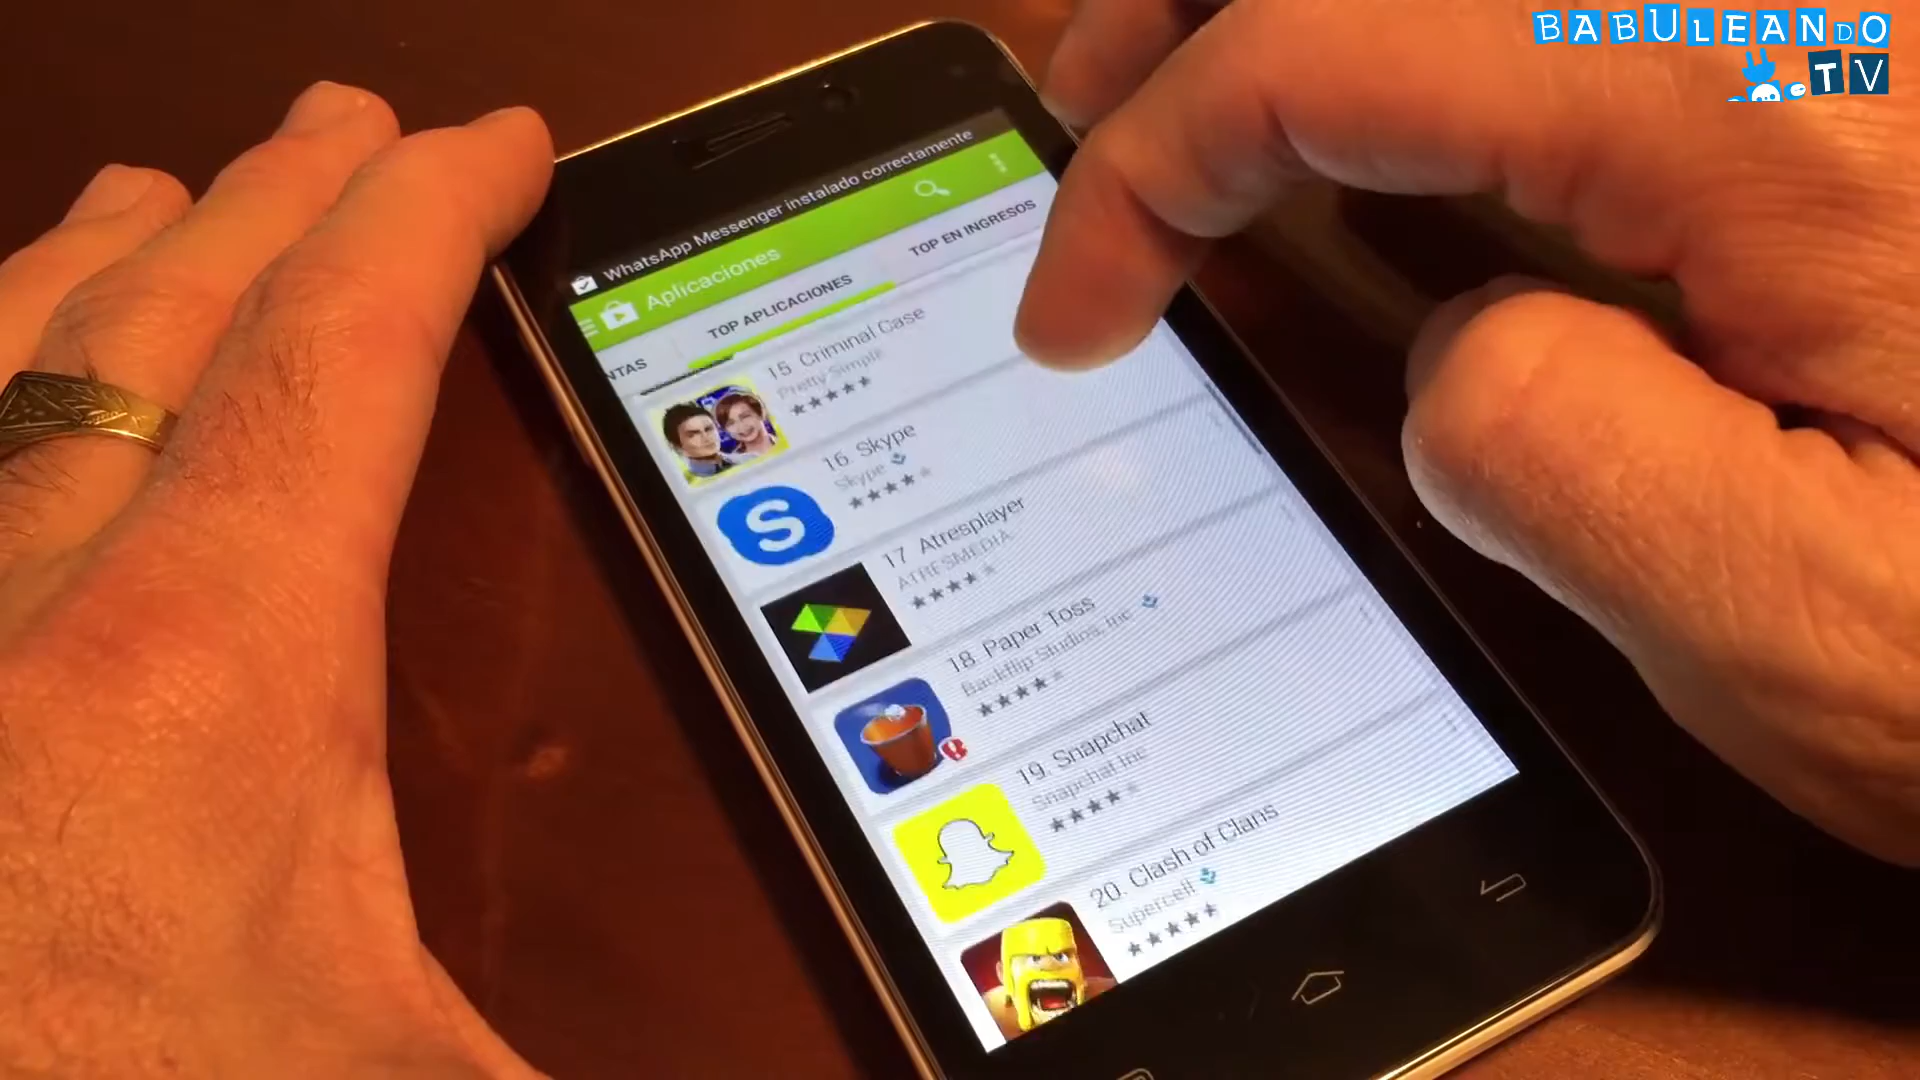 BABULEANDO
TV
WhatsApp Messenger instalado correctamente
Aplicaciones
NTAS
TOP APLICACIONES
TOP EN INGRESOS
15. Criminal Case
Pretty Simple
16. Skype
Skype
S
17. Atresplayer
ATRESMEDIA
18. Paper Toss
Backflip Studios, Inc
19. Snapchat
Snapchat Inc
20. Clash of Clans
Supercell